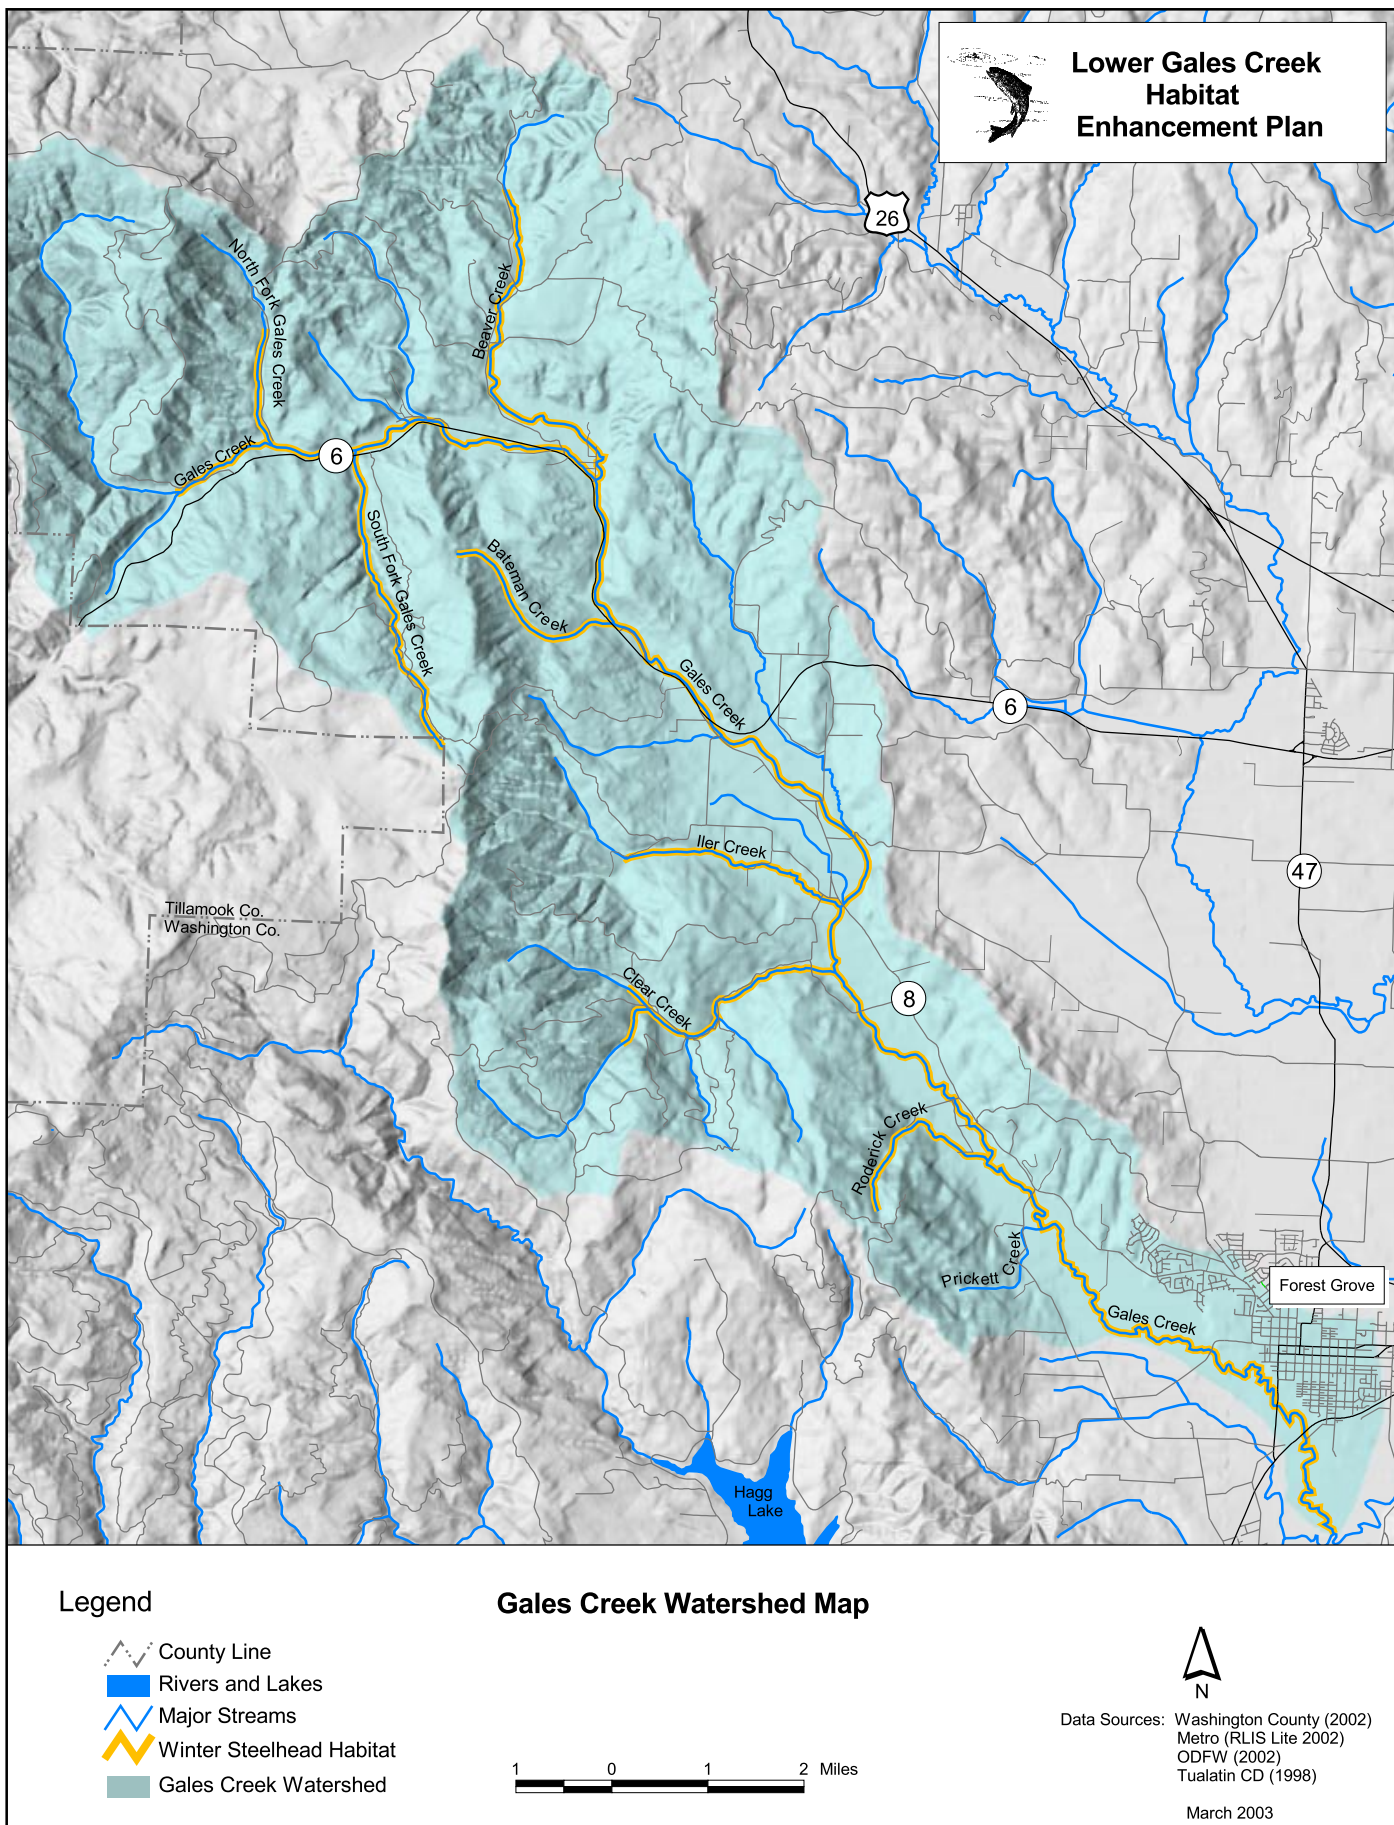 Lower Gales Creek
Habitat
Enhancement Plan
26
North Fork Gales Creek
Beaver Creek
Gales Creek
6
South Fork Gales Creek
Bateman Creek
Gales Creek
6
47
Iler Creek
Tillamook Co.
Washington Co.
Clear Creek
8
Roderick Creek
Prickett Creek
Forest Grove
Gales Creek
Hagg
Lake
Legend
County Line
Rivers and Lakes
Major Streams
Winter Steelhead Habitat
Gales Creek Watershed
Gales Creek Watershed Map
1 0 1 2 Miles
N
Data Sources: Washington County (2002)
Metro (RLIS Lite 2002)
ODFW (2002)
Tualatin CD (1998)
March 2003